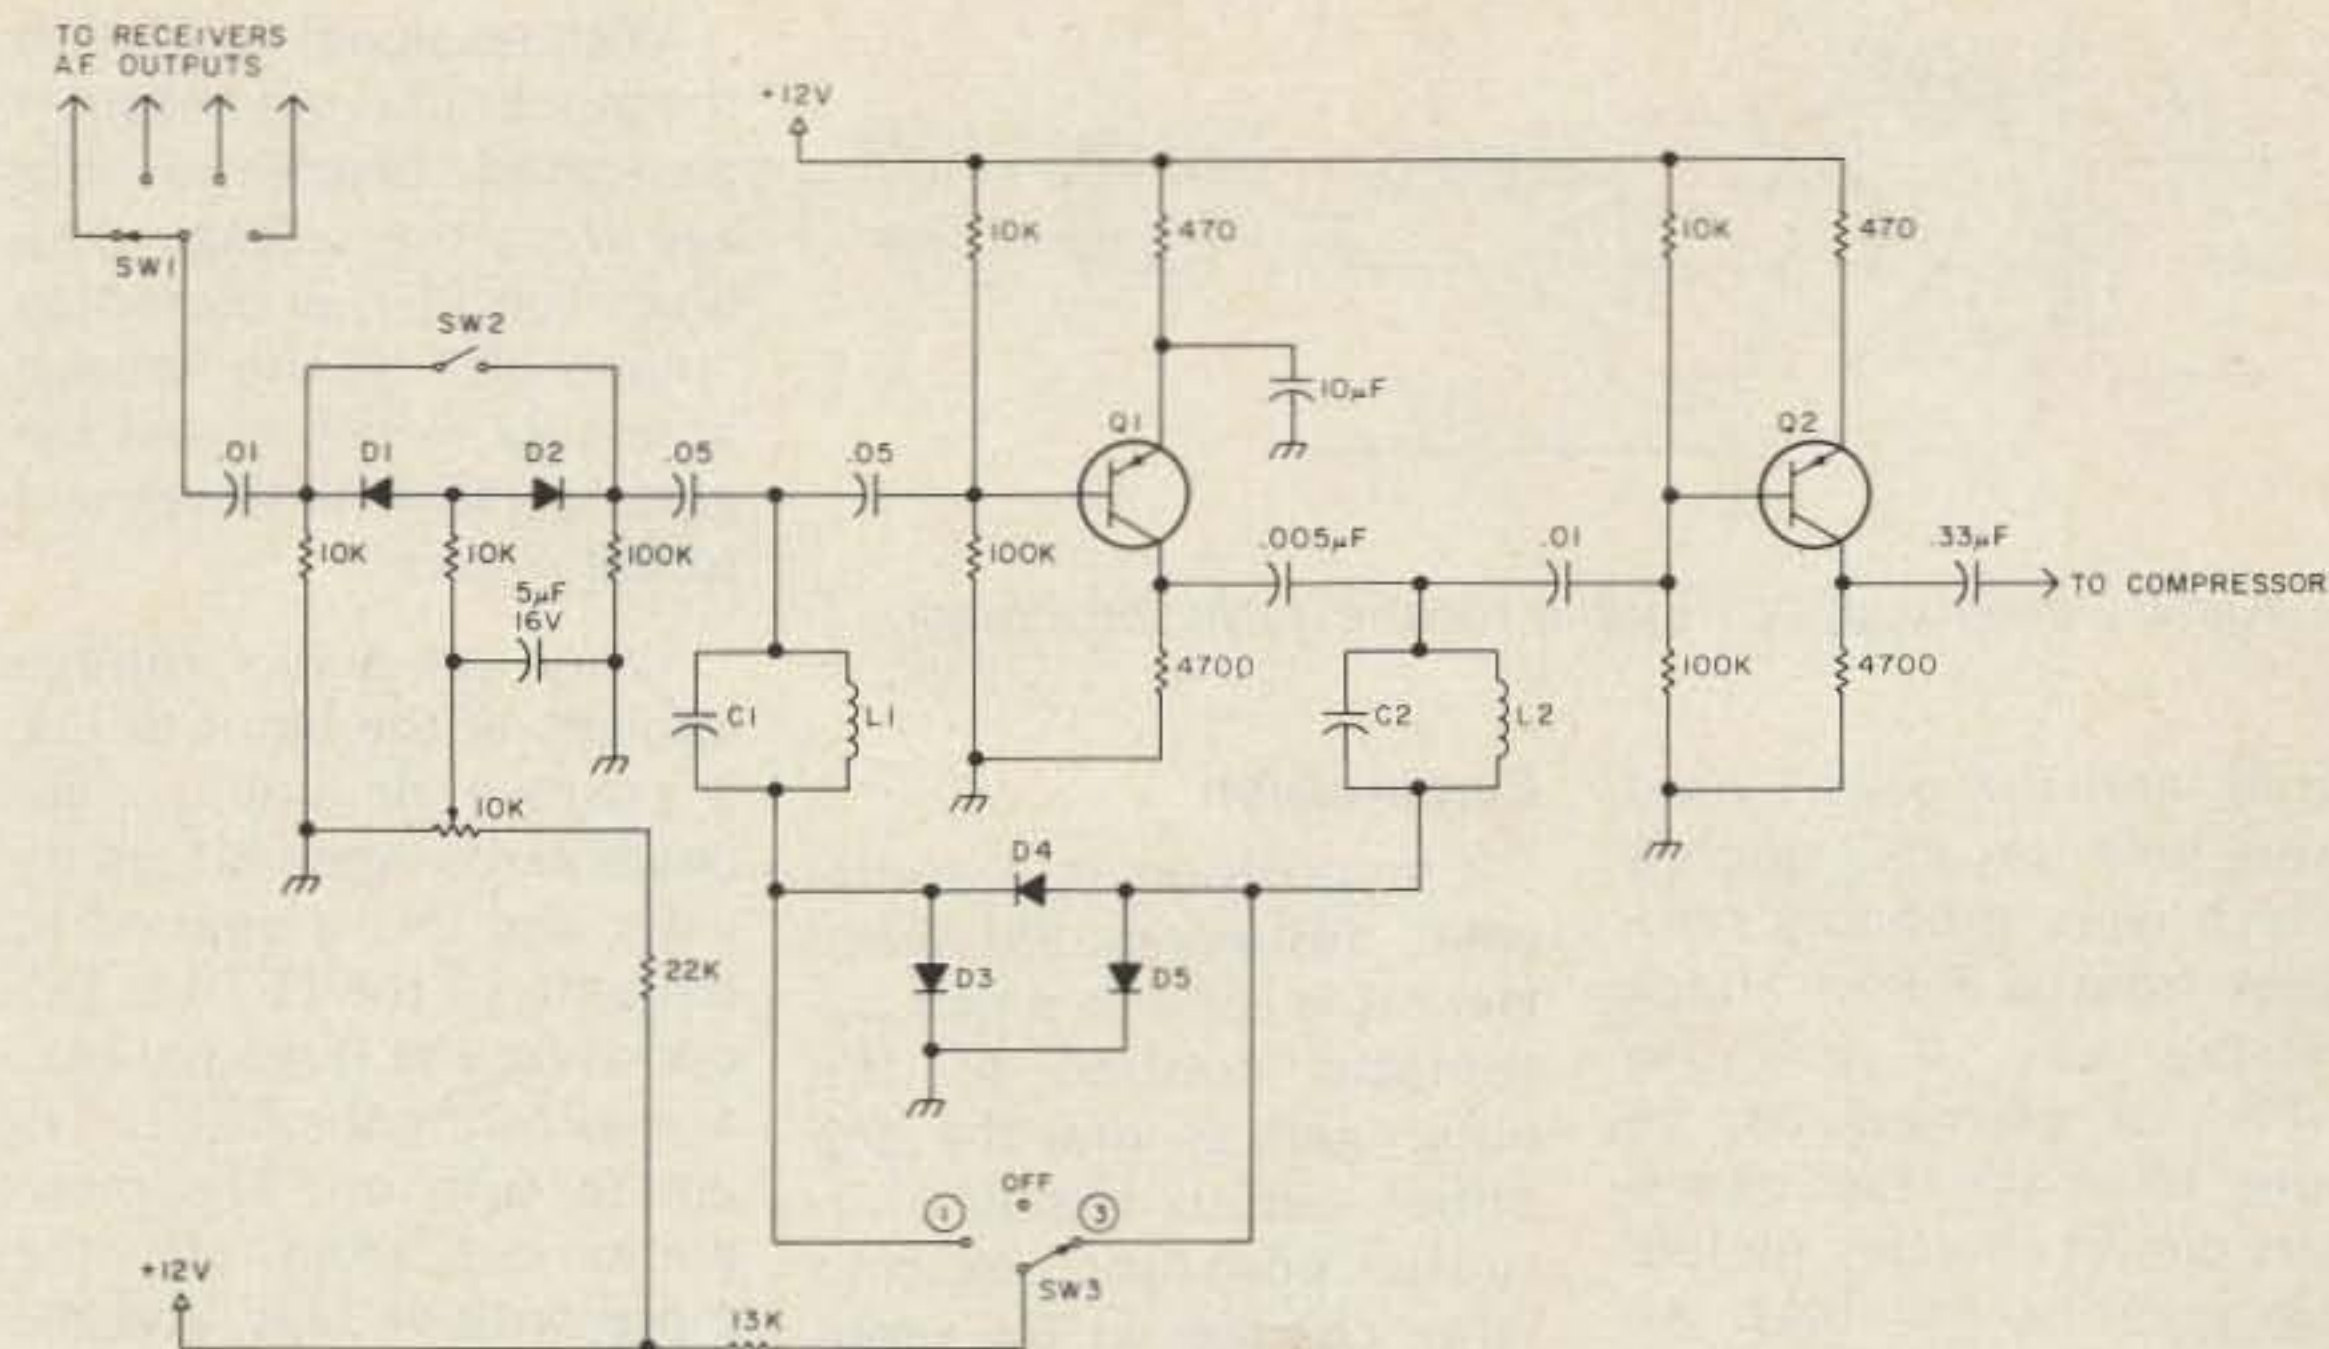 TO RECEIVERS
AF OUTPUTS
+12V
SW1
10K
470
10K
470
SW2
10µF
Q1
Q2
.01
D1
D2
.05
.05
10K
10K
100K
100K
.005µF
.01
.33µF
TO COMPRESSOR
5µF
16V
4700
100K
4700
C1
L1
C2
L2
10K
D4
22K
D3
D5
OFF
1
3
+12V
SW3
13K